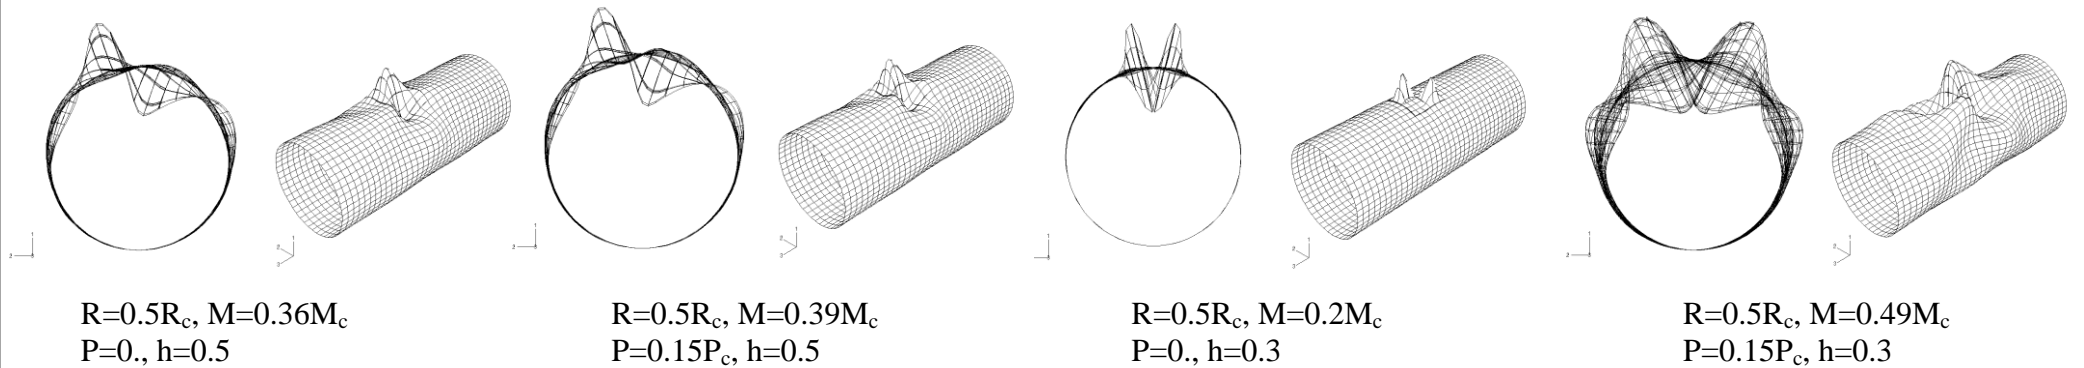 R=0.5Rc, M=0.36Mc
P=0., h=0.5
R=0.5Rc, M=0.39Mc
P=0.15Pc, h=0.5
R=0.5Rc, M=0.2Mc
P=0., h=0.3
R=0.5Rc, M=0.49Mc
P=0.15Pc, h=0.3